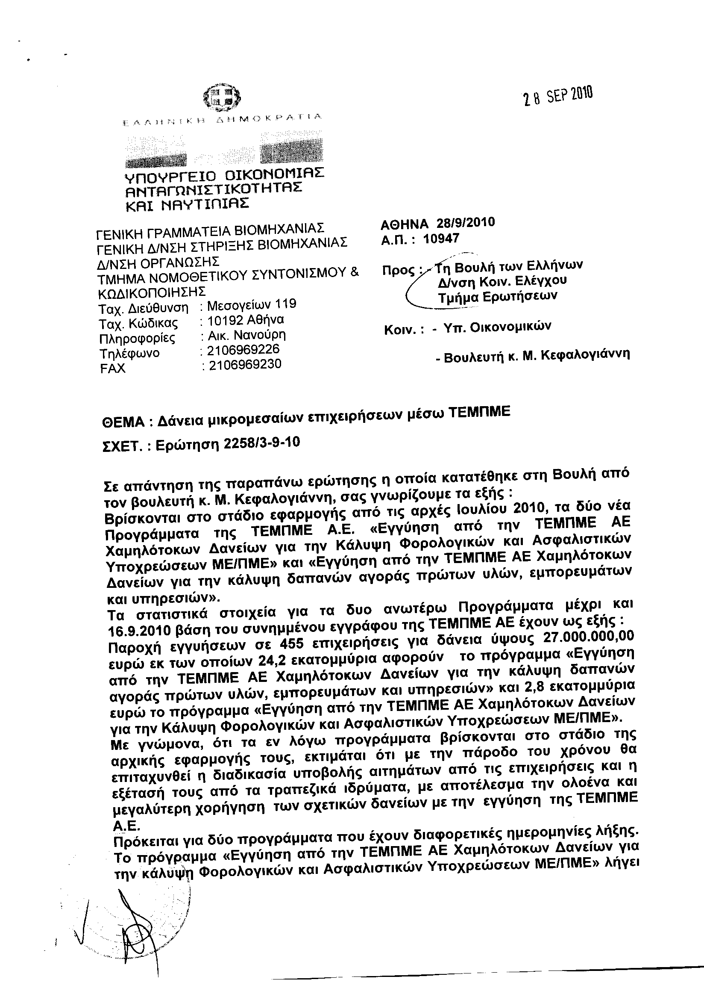 28 SEP 2010
ΕΛΛΗΝΙΚΗ ΔΗΜΟΚΡΑΤΙΑ
ΥΠΟΥΡΓΕΙΟ ΟΙΚΟΝΟΜΙΑΣ
ΑΝΤΑΓΩΝΙΣΤΙΚΟΤΗΤΑΣ
ΚΑΙ ΝΑΥΤΙΛΙΑΣ
ΓΕΝΙΚΗ ΓΡΑΜΜΑΤΕΙΑ ΒΙΟΜΗΧΑΝΙΑΣ
ΓΕΝΙΚΗ Δ/ΝΣΗ ΣΤΗΡΙΞΗΣ ΒΙΟΜΗΧΑΝΙΑΣ
Δ/ΝΣΗ ΟΡΓΑΝΩΣΗΣ
ΤΜΗΜΑ ΝΟΜΟΘΕΤΙΚΟΥ ΣΥΝΤΟΝΙΣΜΟΥ &
ΚΩΔΙΚΟΠΟΙΗΣΗΣ
Ταχ. Διεύθυνση : Μεσογείων 119
Ταχ. Κώδικας : 10192 Αθήνα
Πληροφορίες : Αικ. Νανούρη
Τηλέφωνο : 2106969226
FAX : 2106969230
ΑΘΗΝΑ 28/9/2010
Α.Π. : 10947
Προς : - Τη Βουλή των Ελλήνων
Δ/νση Κοιν. Ελέγχου
Τμήμα Ερωτήσεων
Κοιν. : - Υπ. Οικονομικών
- Βουλευτή κ. Μ. Κεφαλογιάννη
ΘΕΜΑ : Δάνεια μικρομεσαίων επιχειρήσεων μέσω ΤΕΜΠΜΕ
ΣΧΕΤ. : Ερώτηση 2258/3-9-10
Σε απάντηση της παραπάνω ερώτησης η οποία κατατέθηκε στη Βουλή από
τον βουλευτή κ. Μ. Κεφαλογιάννη, σας γνωρίζουμε τα εξής :
Βρίσκονται στο στάδιο εφαρμογής από τις αρχές Ιουλίου 2010, τα δύο νέα
Προγράμματα της ΤΕΜΠΜΕ Α.Ε. «Εγγύηση από την ΤΕΜΠΜΕ ΑΕ
Χαμηλότοκων Δανείων για την Κάλυψη Φορολογικών και Ασφαλιστικών
Υποχρεώσεων ΜΕ/ΠΜΕ» και «Εγγύηση από την ΤΕΜΠΜΕ ΑΕ Χαμηλότοκων
Δανείων για την κάλυψη δαπανών αγοράς πρώτων υλών, εμπορευμάτων
και υπηρεσιών».
Τα στατιστικά στοιχεία για τα δυο ανωτέρω Προγράμματα μέχρι και
16.9.2010 βάση του συνημμένου εγγράφου της ΤΕΜΠΜΕ ΑΕ έχουν ως εξής :
Παροχή εγγυήσεων σε 455 επιχειρήσεις για δάνεια ύψους 27.000.000,00
ευρώ εκ των οποίων 24,2 εκατομμύρια αφορούν το πρόγραμμα «Εγγύηση
από την ΤΕΜΠΜΕ ΑΕ Χαμηλότοκων Δανείων για την κάλυψη δαπανών
αγοράς πρώτων υλών, εμπορευμάτων και υπηρεσιών» και 2,8 εκατομμύρια
ευρώ το πρόγραμμα «Εγγύηση από την ΤΕΜΠΜΕ ΑΕ Χαμηλότοκων Δανείων
για την Κάλυψη Φορολογικών και Ασφαλιστικών Υποχρεώσεων ΜΕ/ΠΜΕ».
Με γνώμονα, ότι τα εν λόγω προγράμματα βρίσκονται στο στάδιο της
αρχικής εφαρμογής τους, εκτιμάται ότι με την πάροδο του χρόνου θα
επιταχυνθεί η διαδικασία υποβολής αιτημάτων από τις επιχειρήσεις και η
εξέτασή τους από τα τραπεζικά ιδρύματα, με αποτέλεσμα την ολοένα και
μεγαλύτερη χορήγηση των σχετικών δανείων με την εγγύηση της ΤΕΜΠΜΕ
Α.Ε.
Πρόκειται για δύο προγράμματα που έχουν διαφορετικές ημερομηνίες λήξης.
Το πρόγραμμα «Εγγύηση από την ΤΕΜΠΜΕ ΑΕ Χαμηλότοκων Δανείων για
την κάλυψη Φορολογικών και Ασφαλιστικών Υποχρεώσεων ΜΕ/ΠΜΕ» λήγει